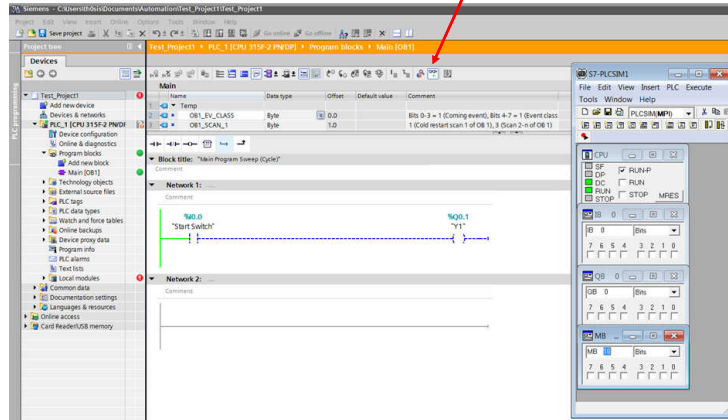 Siemens - C:\Users\th0sis\Documents\Automation\Test_Project1\Test_Project1
Project Edit View Insert Online Options Tools Window Help
Save project Go online Go offline
Project tree
Test_Project1 PLC_1 [CPU 315F-2 PN/DP] Program blocks Main [OB1]
Devices
PLC programming
Test_Project1
Add new device
Devices & networks
PLC_1 [CPU 315F-2 PN/DP]
Device configuration
Online & diagnostics
Program blocks
Add new block
Main [OB1]
Technology objects
External source files
PLC tags
PLC data types
Watch and force tables
Online backups
Device proxy data
Program info
PLC alarms
Text lists
Local modules
Common data
Documentation settings
Languages & resources
Online access
Card Reader/USB memory
Main
Name Data type Offset Default value Comment
1 Temp
2 OB1_EV_CLASS Byte 0.0 Bits 0-3 = 1 (Coming event), Bits 4-7 = 1 (Event class
3 OB1_SCAN_1 Byte 1.0 1 (Cold restart scan 1 of OB 1), 3 (Scan 2-n of OB 1)
Block title: "Main Program Sweep (Cycle)"
Comment
Network 1: .....
Comment
%I0.0
"Start Switch"
%Q0.1
"Y1"
Network 2: .....
Comment
S7-PLCSIM1
File Edit View Insert PLC Execute
Tools Window Help
PLCSIM(MPI)
CPU
SF
DP
DC
RUN
STOP
RUN-P
RUN
STOP MRES
IB 0
IB 0 Bits
7 6 5 4 3 2 1 0
QB 0
QB 0 Bits
7 6 5 4 3 2 1 0
MB
MB 10 Bits
7 6 5 4 3 2 1 0